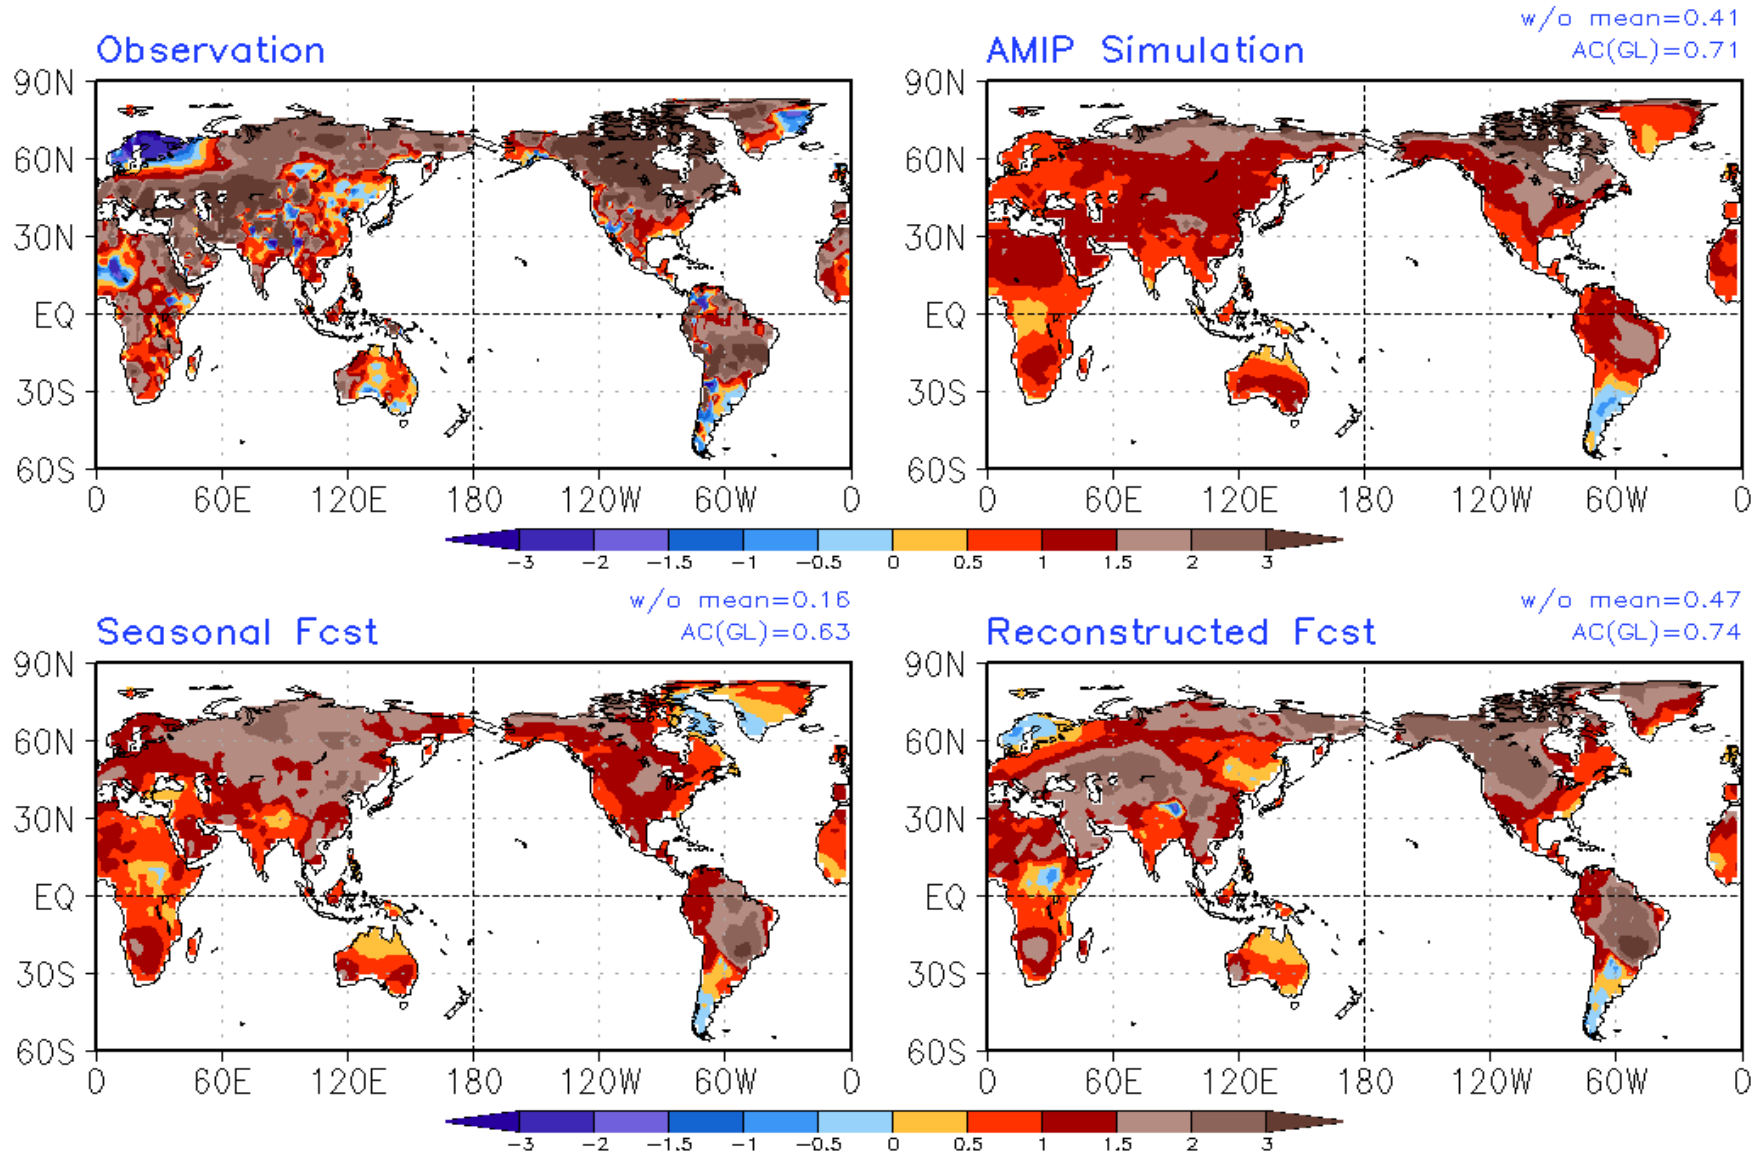 w/o mean=0.41
Observation
AMIP Simulation
AC(GL)=0.71
90N
60N
30N
EQ
30S
60S
0 60E 120E 180 120W 60W 0
90N
60N
30N
EQ
30S
60S
0 60E 120E 180 120W 60W 0
-3 -2 -1.5 -1 -0.5 0 0.5 1 1.5 2 3
w/o mean=0.16
Seasonal Fcst
AC(GL)=0.63
w/o mean=0.47
Reconstructed Fcst
AC(GL)=0.74
90N
60N
30N
EQ
30S
60S
0 60E 120E 180 120W 60W 0
90N
60N
30N
EQ
30S
60S
0 60E 120E 180 120W 60W 0
-3 -2 -1.5 -1 -0.5 0 0.5 1 1.5 2 3